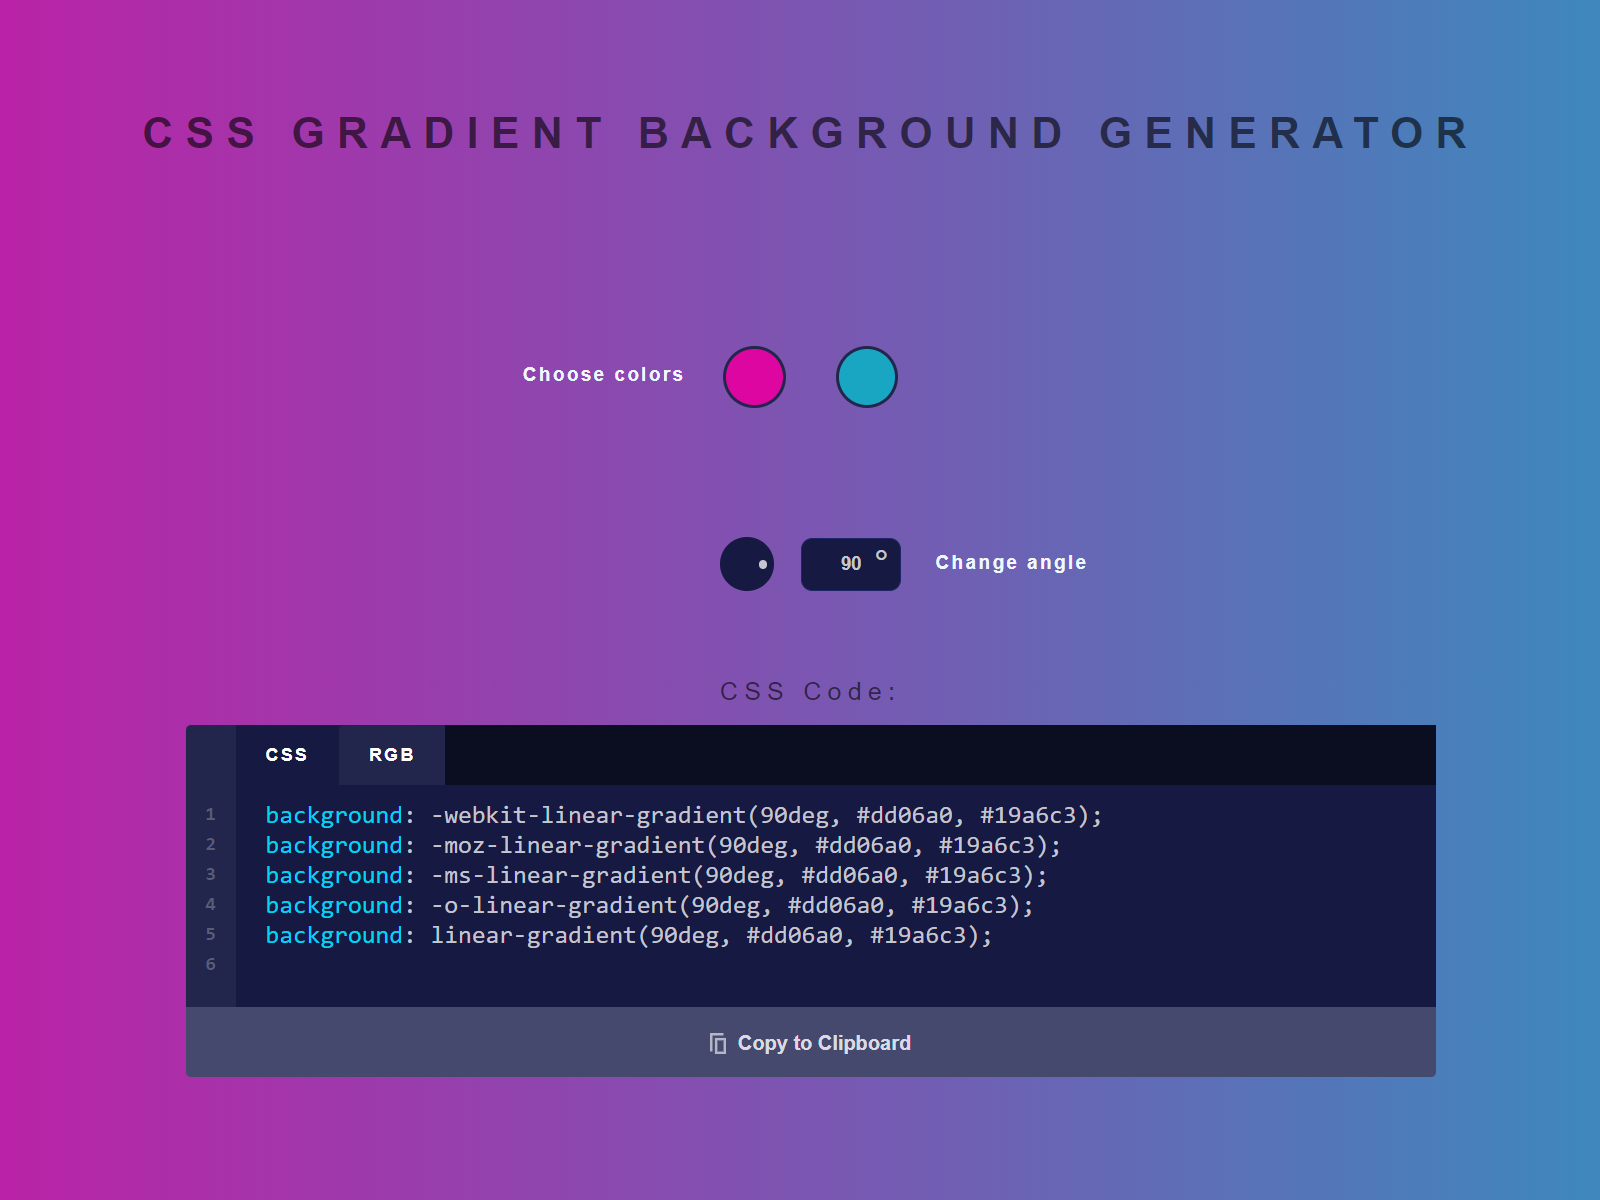 CSS GRADIENT BACKGROUND GENERATOR
Choose colors
90 °
Change angle
CSS Code:
CSS RGB
1 background: -webkit-linear-gradient(90deg, #dd06a0, #19a6c3);
2 background: -moz-linear-gradient(90deg, #dd06a0, #19a6c3);
3 background: -ms-linear-gradient(90deg, #dd06a0, #19a6c3);
4 background: -o-linear-gradient(90deg, #dd06a0, #19a6c3);
5 background: linear-gradient(90deg, #dd06a0, #19a6c3);
6
Copy to Clipboard